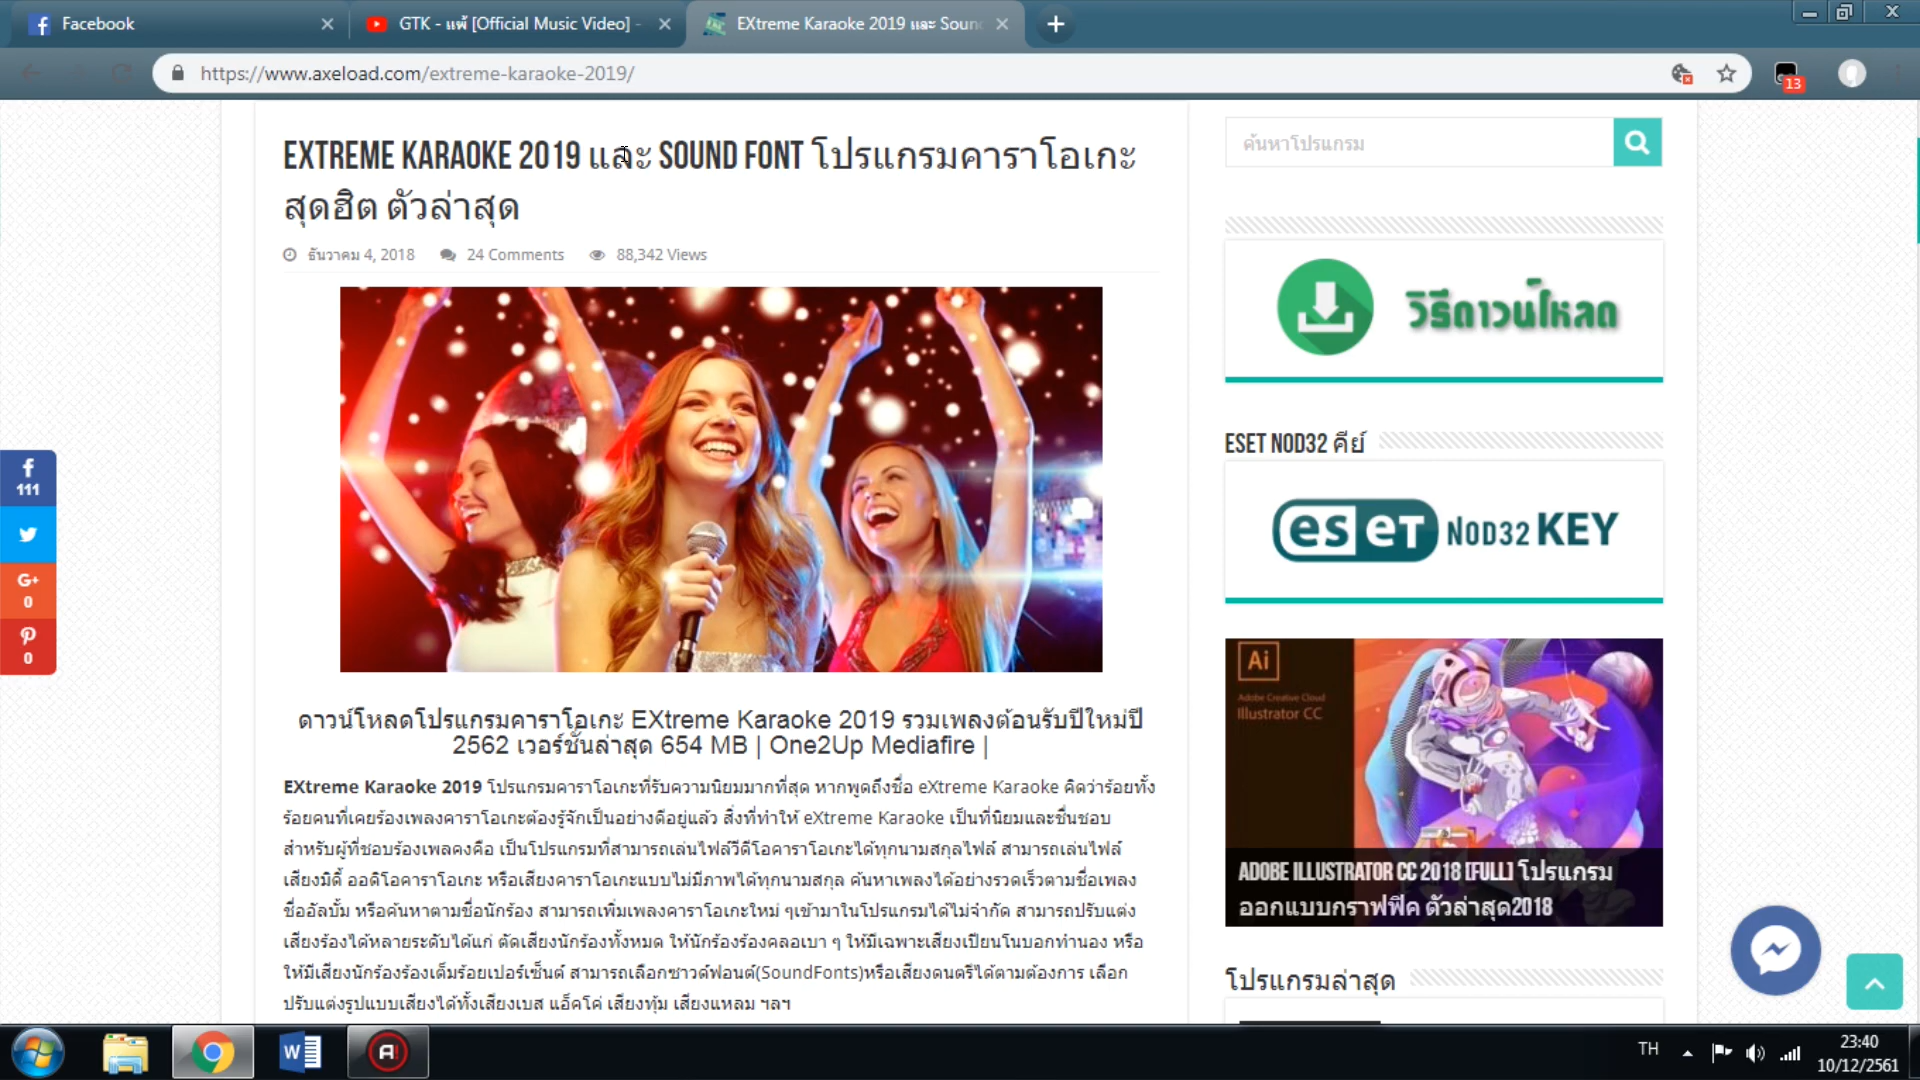 Facebook
GTK - แพ้ [Official Music Video] -
EXtreme Karaoke 2019 และ Soun
https://www.axeload.com/extreme-karaoke-2019/
13
EXTREME KARAOKE 2019 และ SOUND FONT โปรแกรมคาราโอเกะ
สุดฮิต ตัวล่าสุด
ธันวาคม 4, 2018 24 Comments 88,342 Views
ค้นหาโปรแกรม
วิธีดาวน์โหลด
ESET NOD32 คีย์
eset NOD32 KEY
f
111
G+
0
0
Ai
Adobe Creative Cloud
Illustrator CC
ADOBE ILLUSTRATOR CC 2018 [FULL] โปรแกรม
ออกแบบกราฟฟิค ตัวล่าสุด2018
โปรแกรมล่าสุด
ดาวน์โหลดโปรแกรมคาราโอเกะ EXtreme Karaoke 2019 รวมเพลงต้อนรับปีใหม่ปี
2562 เวอร์ชั่นล่าสุด 654 MB | One2Up Mediafire |
EXtreme Karaoke 2019 โปรแกรมคาราโอเกะที่รับความนิยมมากที่สุด หากพูดถึงชื่อ eXtreme Karaoke คิดว่าร้อยทั้ง
ร้อยคนที่เคยร้องเพลงคาราโอเกะต้องรู้จักเป็นอย่างดีอยู่แล้ว สิ่งที่ทำให้ eXtreme Karaoke เป็นที่นิยมและชื่นชอบ
สำหรับผู้ที่ชอบร้องเพลคงคือ เป็นโปรแกรมที่สามารถเล่นไฟล์วีดีโอคาราโอเกะได้ทุกนามสกุลไฟล์ สามารถเล่นไฟล์
เสียงมิดี้ ออดิโอคาราโอเกะ หรือเสียงคาราโอเกะแบบไม่มีภาพได้ทุกนามสกุล ค้นหาเพลงได้อย่างรวดเร็วตามชื่อเพลง
ชื่ออัลบั้ม หรือค้นหาตามชื่อนักร้อง สามารถเพิ่มเพลงคาราโอเกะใหม่ ๆเข้ามาในโปรแกรมได้ไม่จำกัด สามารถปรับแต่ง
เสียงร้องได้หลายระดับได้แก่ ตัดเสียงนักร้องทั้งหมด ให้นักร้องร้องคลอเบา ๆ ให้มีเฉพาะเสียงเปียนโนบอกทำนอง หรือ
ให้มีเสียงนักร้องร้องเต็มร้อยเปอร์เซ็นต์ สามารถเลือกซาวด์ฟอนต์(SoundFonts)หรือเสียงดนตรีได้ตามต้องการ เลือก
ปรับแต่งรูปแบบเสียงได้ทั้งเสียงเบส แอ็คโค่ เสียงทุ้ม เสียงแหลม ฯลฯ
TH
23:40
10/12/2561